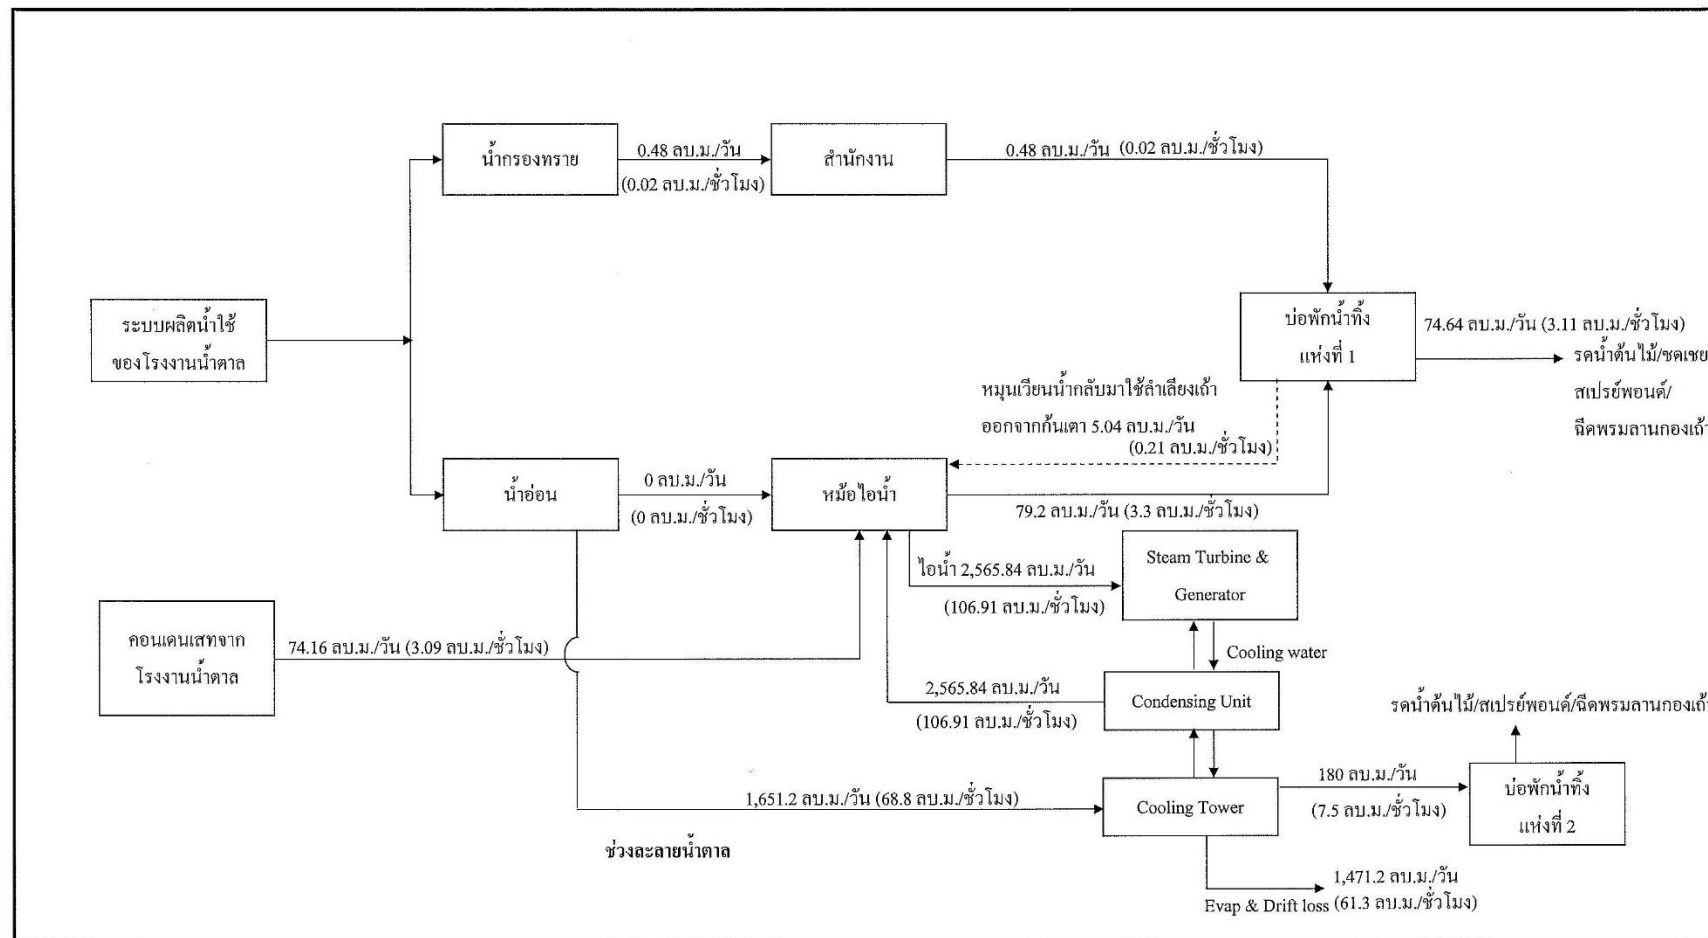 น้ำกรองทราย
0.48 ลบ.ม./วัน
(0.02 ลบ.ม./ชั่วโมง)
สำนักงาน
0.48 ลบ.ม./วัน (0.02 ลบ.ม./ชั่วโมง)
ระบบผลิตน้ำใช้
ของโรงงานน้ำตาล
บ่อพักน้ำทิ้ง
แห่งที่ 1
74.64 ลบ.ม./วัน (3.11 ลบ.ม./ชั่วโมง)
รดน้ำต้นไม้/ชดเชย
สเปรย์พอนด์/
ฉีดพรมลานกองเถ้า
หมุนเวียนน้ำกลับมาใช้ลำเลียงเถ้า
ออกจากก้นเตา 5.04 ลบ.ม./วัน
(0.21 ลบ.ม./ชั่วโมง)
น้ำอ่อน
0 ลบ.ม./วัน
(0 ลบ.ม./ชั่วโมง)
หม้อไอน้ำ
79.2 ลบ.ม./วัน (3.3 ลบ.ม./ชั่วโมง)
ไอน้ำ 2,565.84 ลบ.ม./วัน
(106.91 ลบ.ม./ชั่วโมง)
Steam Turbine &
Generator
Cooling water
คอนเดนเสทจาก
โรงงานน้ำตาล
74.16 ลบ.ม./วัน (3.09 ลบ.ม./ชั่วโมง)
2,565.84 ลบ.ม./วัน
(106.91 ลบ.ม./ชั่วโมง)
Condensing Unit
รดน้ำต้นไม้/สเปรย์พอนด์/ฉีดพรมลานกองเถ้า
1,651.2 ลบ.ม./วัน (68.8 ลบ.ม./ชั่วโมง)
Cooling Tower
180 ลบ.ม./วัน
(7.5 ลบ.ม./ชั่วโมง)
บ่อพักน้ำทิ้ง
แห่งที่ 2
ช่วงละลายน้ำตาล
1,471.2 ลบ.ม./วัน
Evap & Drift loss (61.3 ลบ.ม./ชั่วโมง)